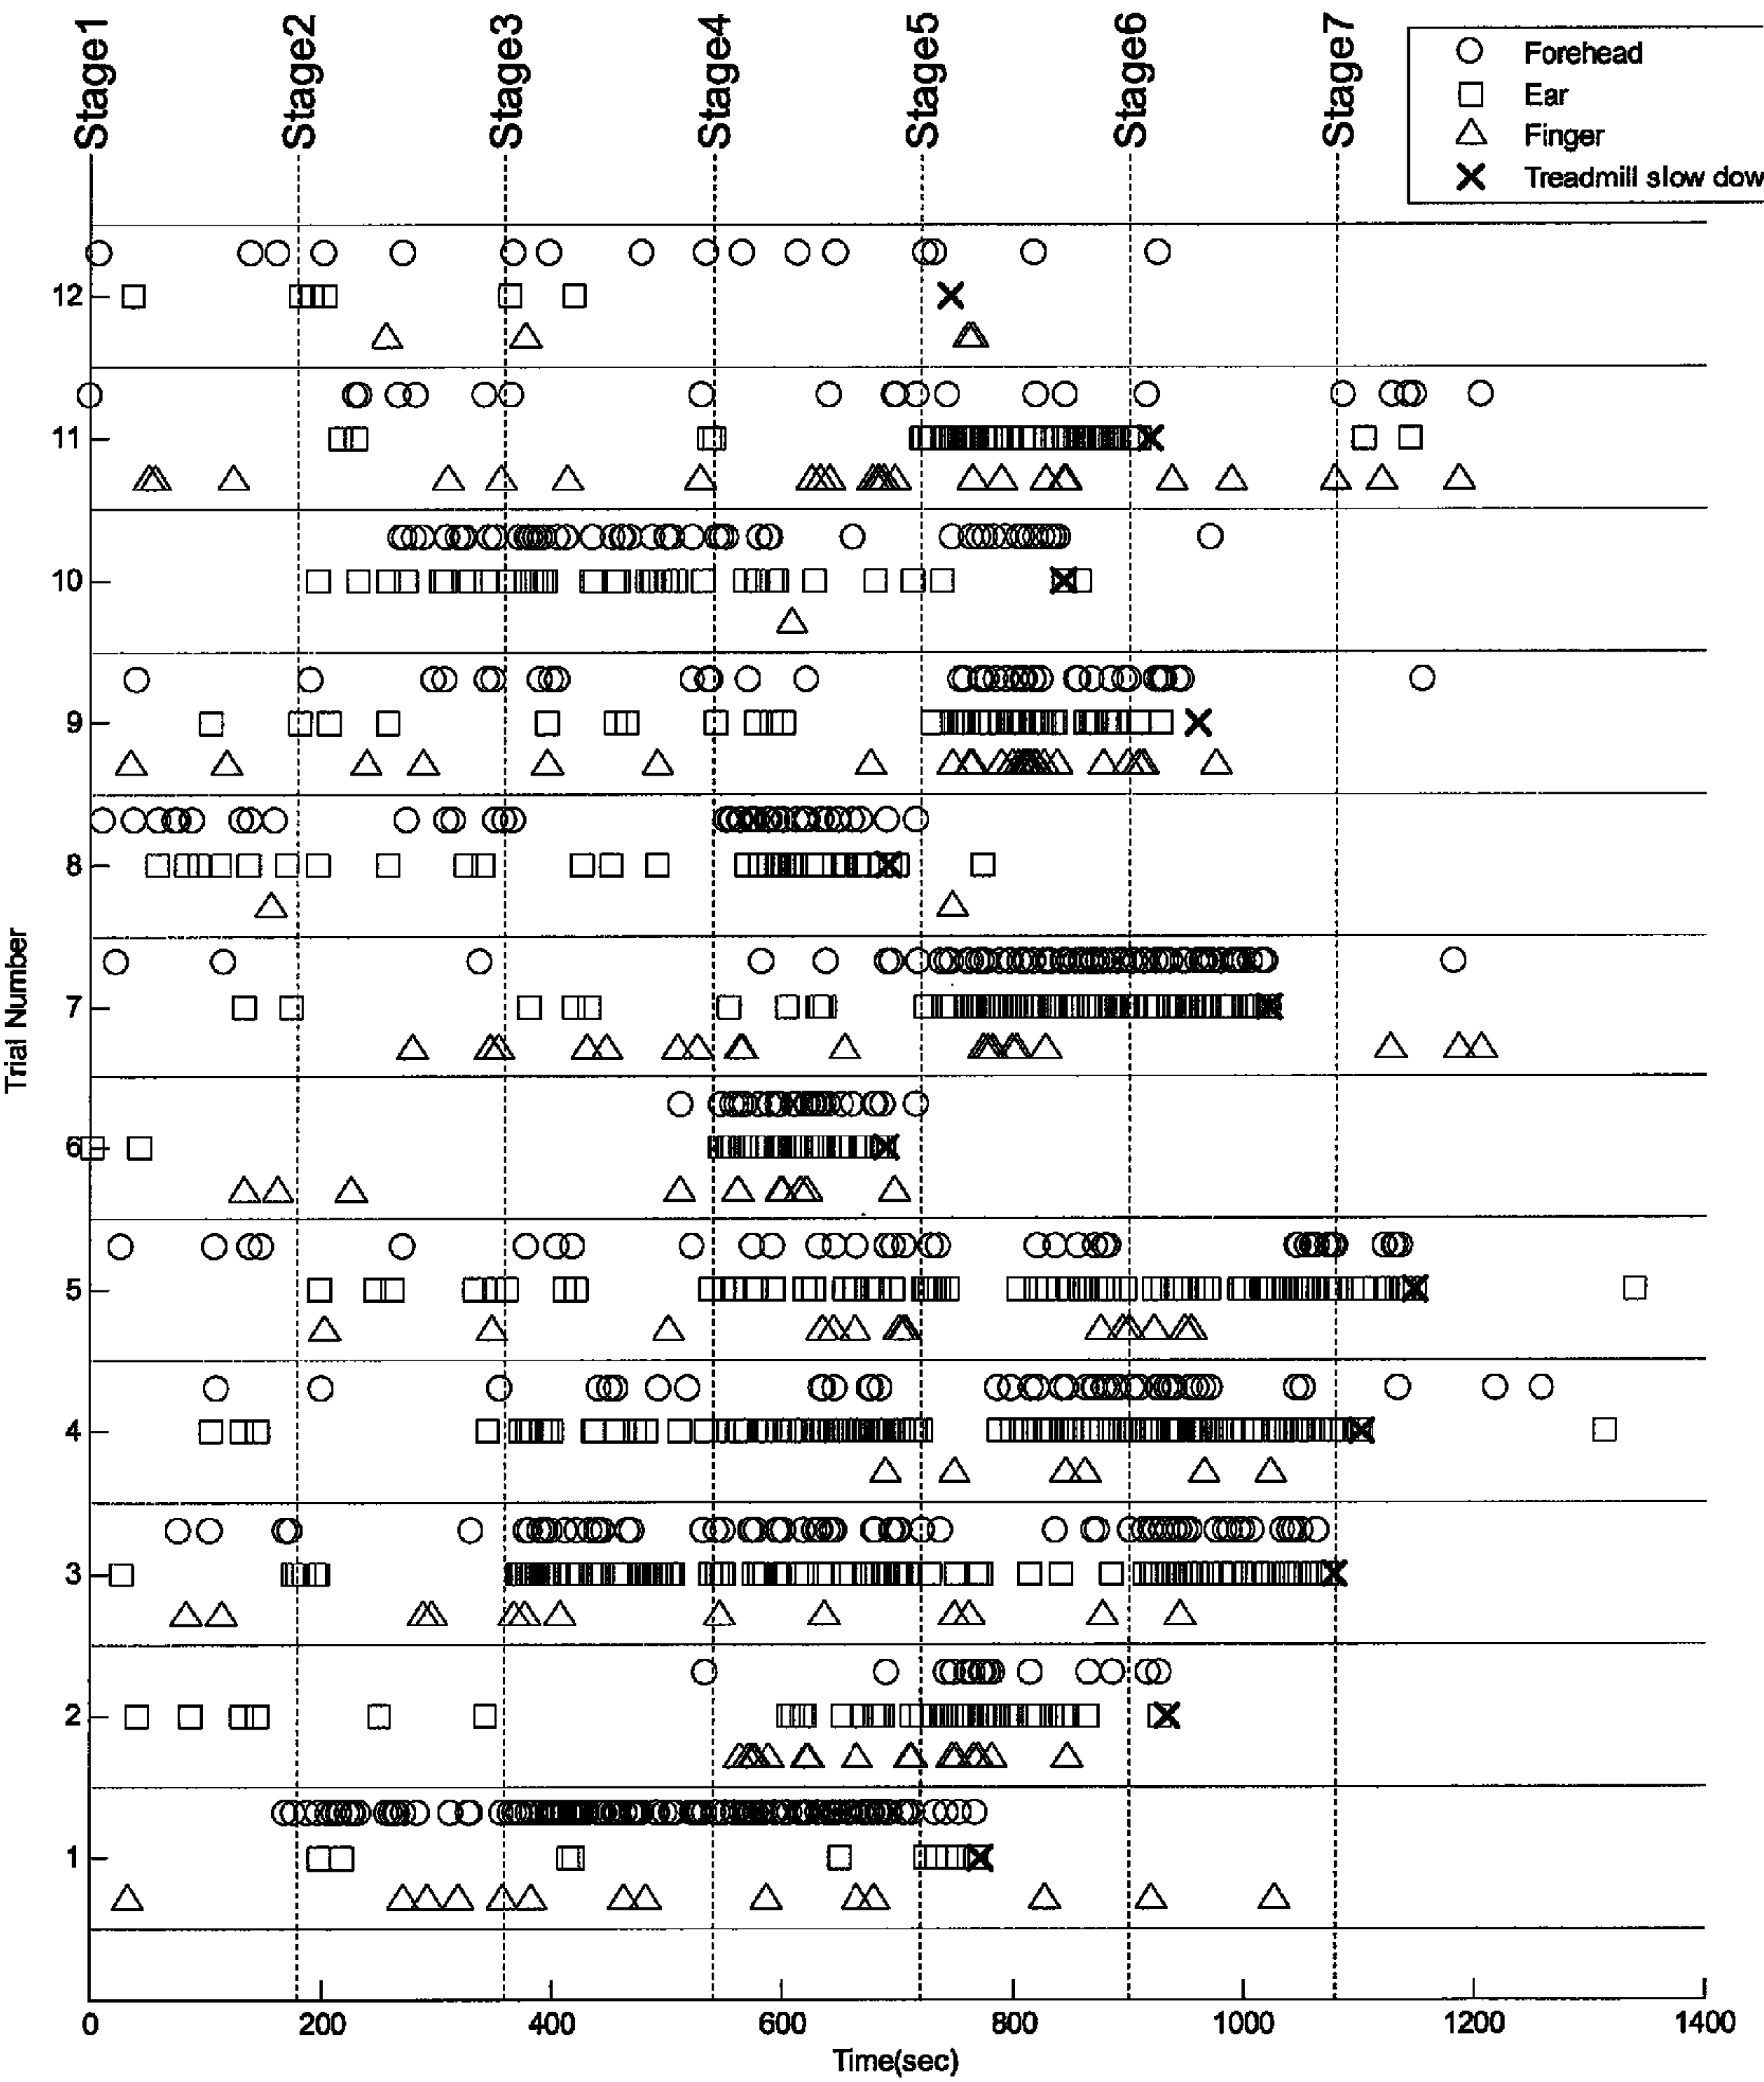 Stage1
Stage2
Stage3
Stage4
Stage5
Stage6
Stage7
Forehead
Ear
Finger
Treadmill slow dow
Trial Number
12
11
10
9
8
7
6
5
4
3
2
1
0
200
400
600
800
1000
1200
1400
Time(sec)